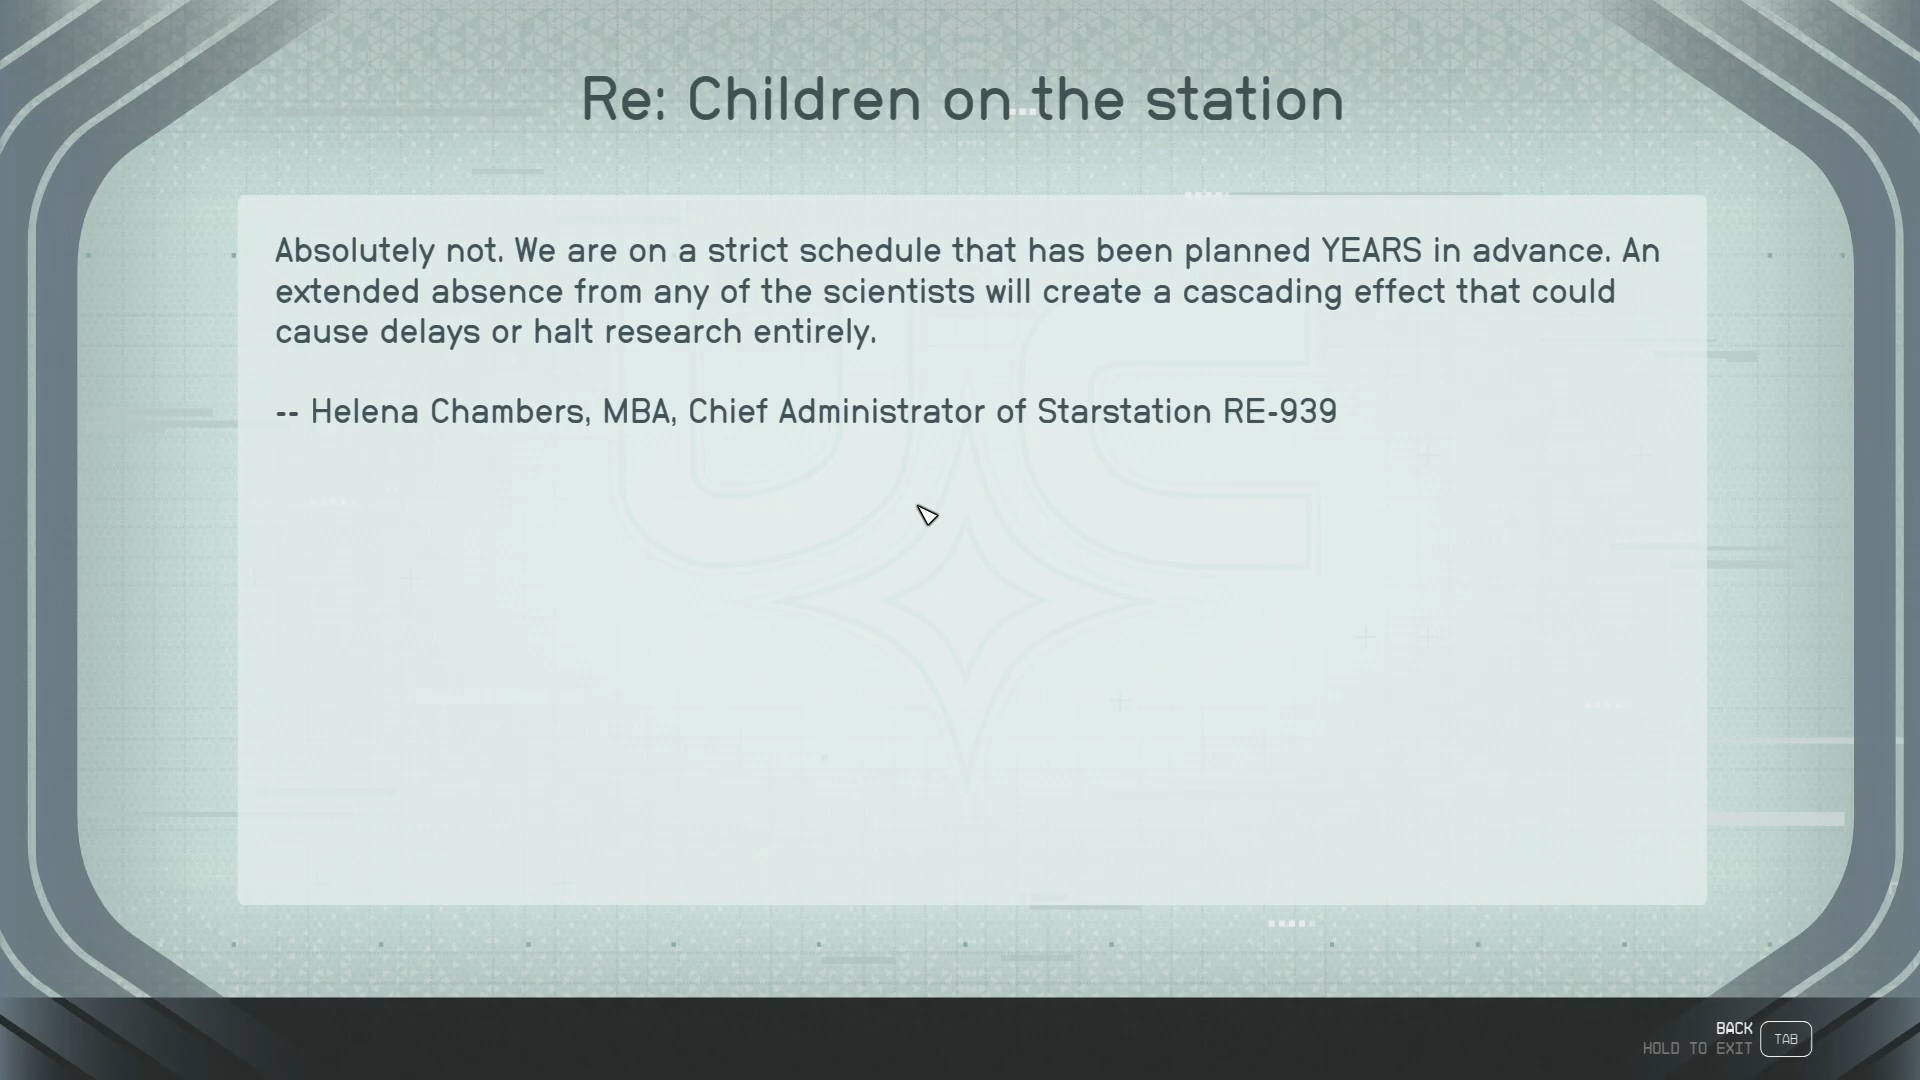 Re: Children on the station
Absolutely not. We are on a strict schedule that has been planned YEARS in advance. An
extended absence from any of the scientists will create a cascading effect that could
cause delays or halt research entirely.
-- Helena Chambers, MBA, Chief Administrator of Starstation RE-939
UC
BACK
HOLD TO EXIT
TAB